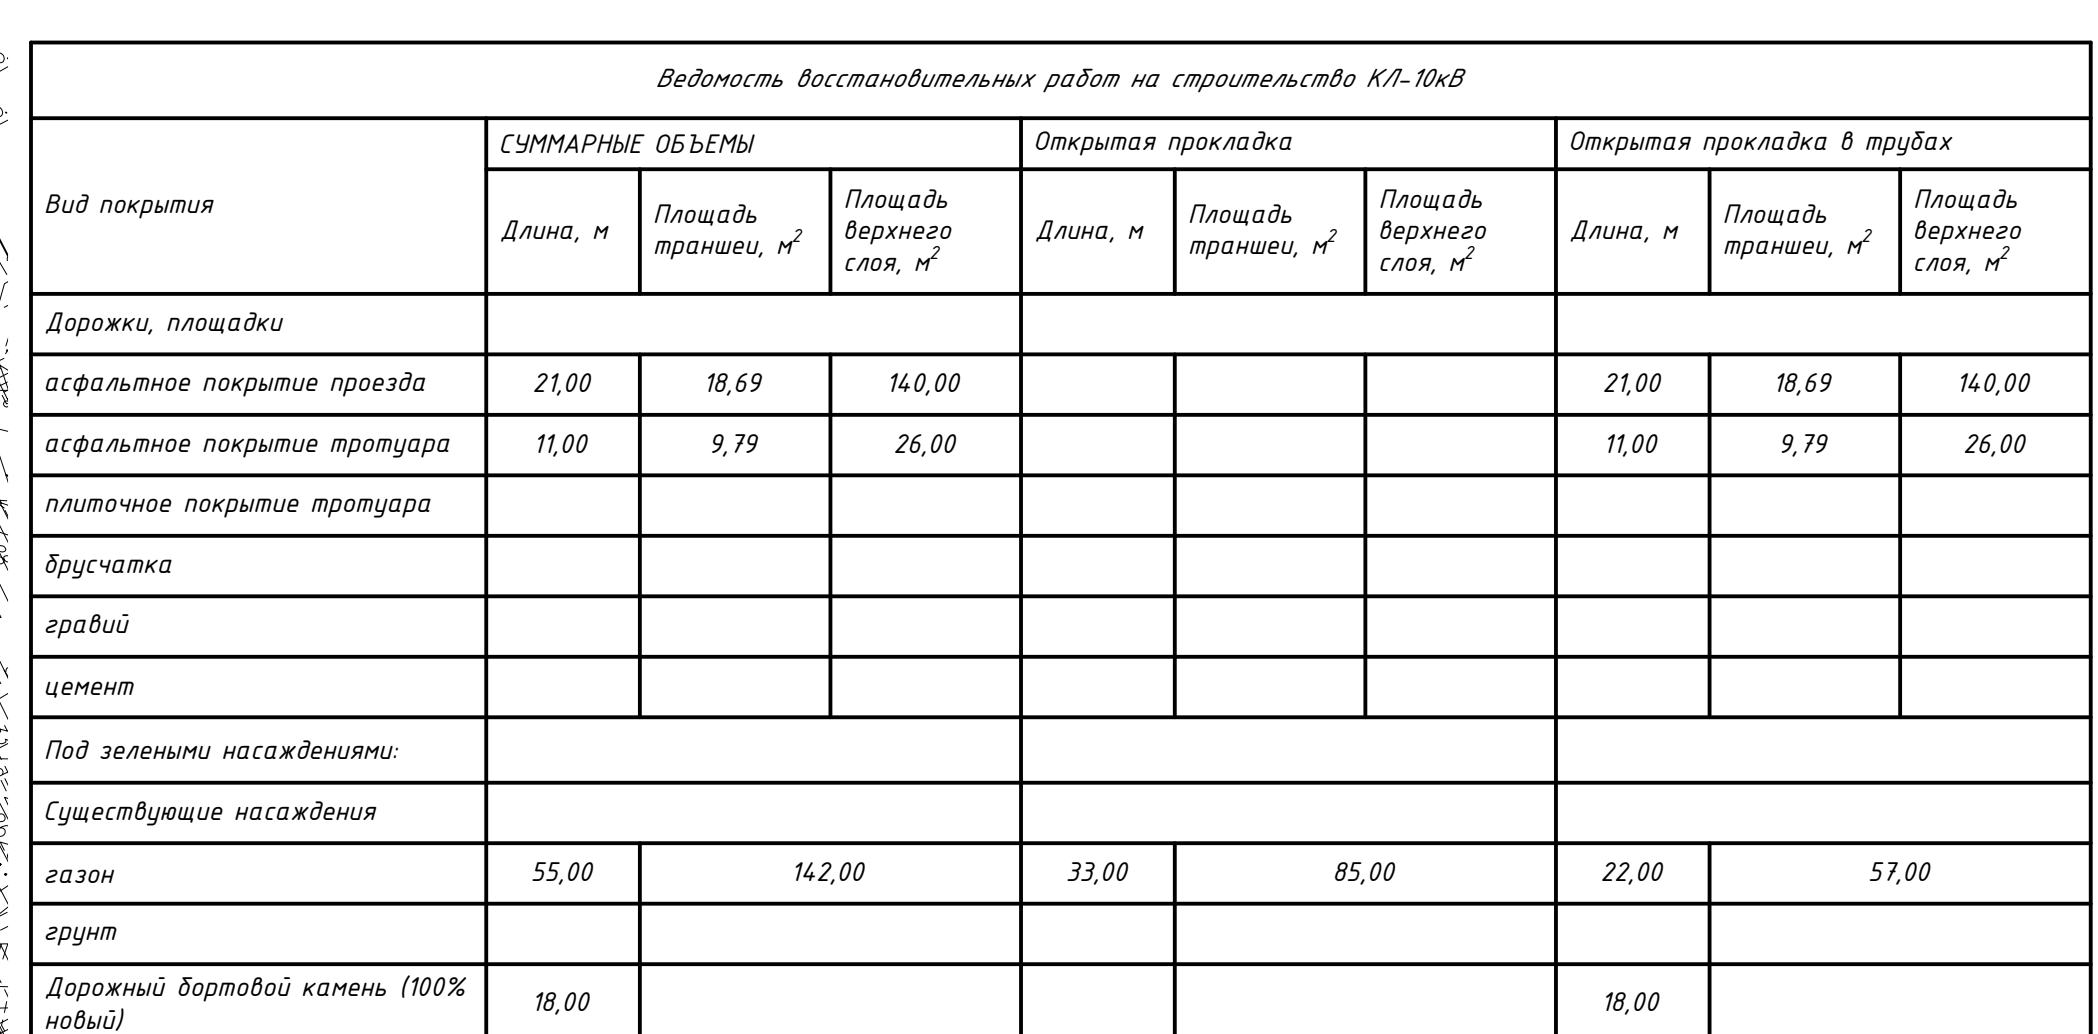 Ведомость восстановительных работ на строительство КЛ-10кВ
Вид покрытия
СУММАРНЫЕ ОБЪЕМЫ
Открытая прокладка
Открытая прокладка в трубах
Длина, м
Площадь
траншеи, м²
Площадь
верхнего
слоя, м²
Длина, м
Площадь
траншеи, м²
Площадь
верхнего
слоя, м²
Длина, м
Площадь
траншеи, м²
Площадь
верхнего
слоя, м²
Дорожки, площадки
асфальтное покрытие проезда 21,00 18,69 140,00 21,00 18,69 140,00
асфальтное покрытие тротуара 11,00 9,79 26,00 11,00 9,79 26,00
плиточное покрытие тротуара
брусчатка
гравий
цемент
Под зелеными насаждениями:
Существующие насаждения
газон 55,00 142,00 33,00 85,00 22,00 57,00
грунт
Дорожный бортовой камень (100%
новый)
18,00 18,00